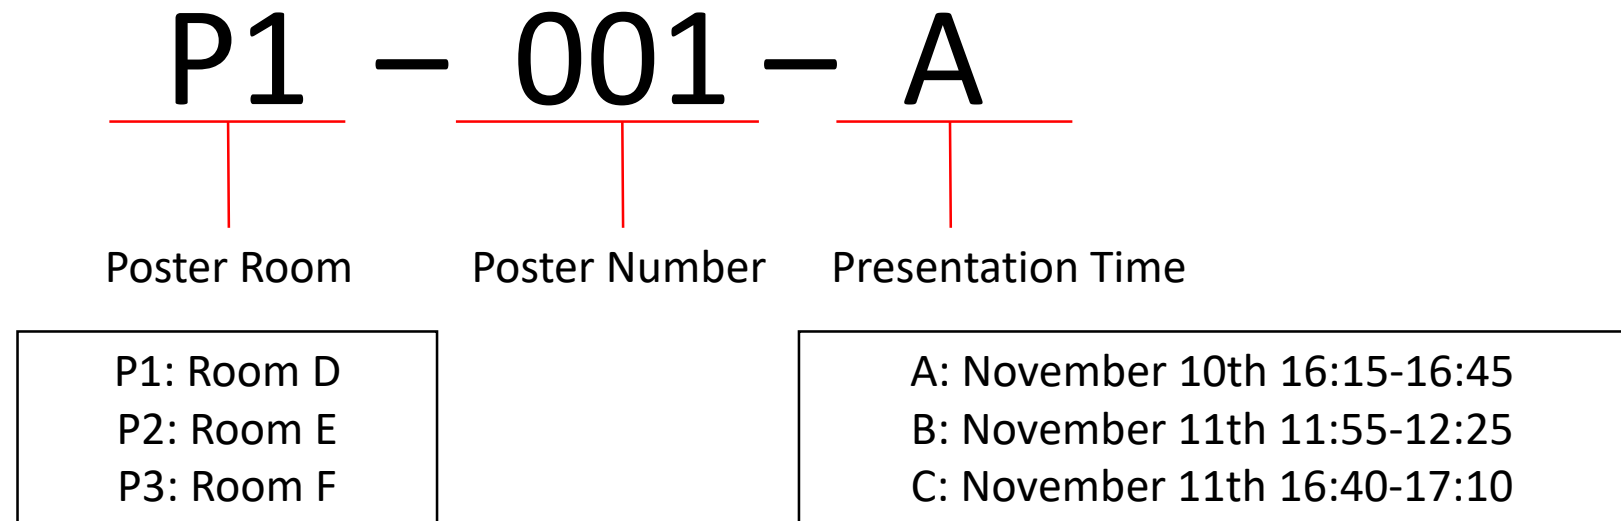 P1 – 001 – A
Poster Room Poster Number Presentation Time
P1: Room D
P2: Room E
P3: Room F
A: November 10th 16:15-16:45
B: November 11th 11:55-12:25
C: November 11th 16:40-17:10